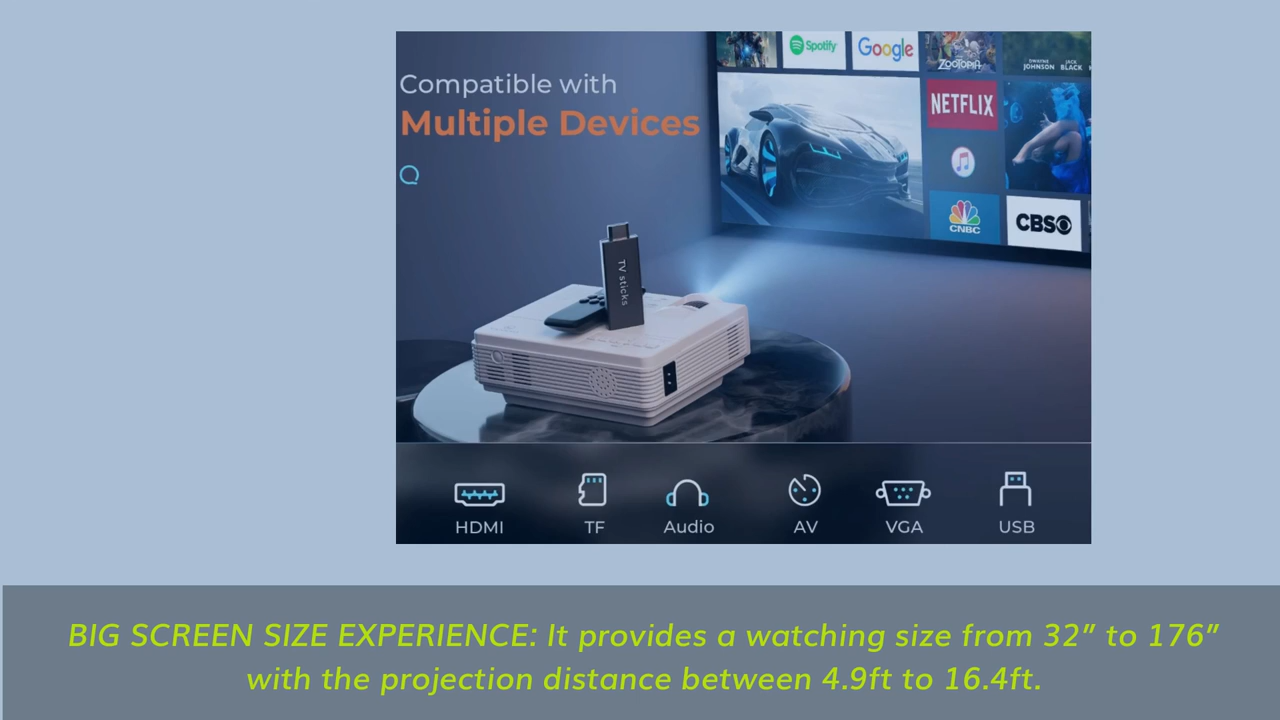 Compatible with
Multiple Devices
Spotify
Google
ZOOTOPIA
DWAYNE JOHNSON
JACK BLACK
NETFLIX
CNBC
CBS
TV sticks
HDMI
TF
Audio
AV
VGA
USB
BIG SCREEN SIZE EXPERIENCE: It provides a watching size from 32” to 176”
with the projection distance between 4.9ft to 16.4ft.